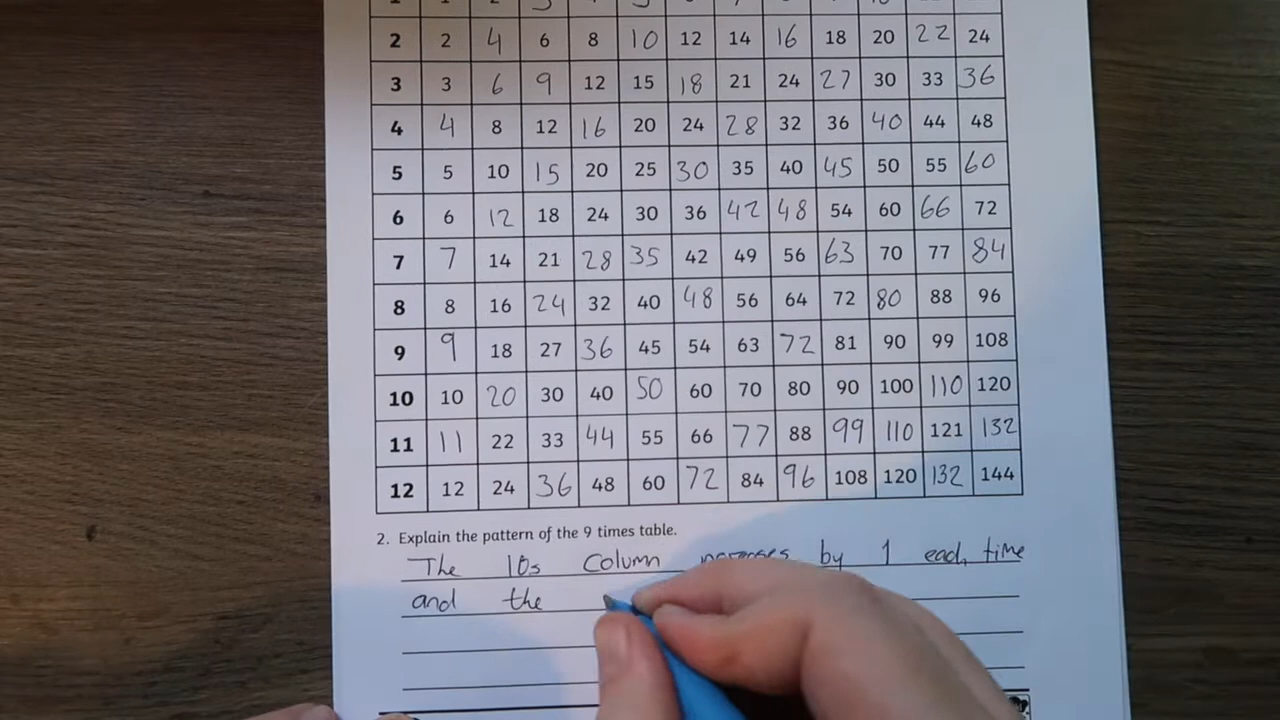 2 2 4 6 8 10 12 14 16 18 20 22 24
3 3 6 9 12 15 18 21 24 27 30 33 36
4 4 8 12 16 20 24 28 32 36 40 44 48
5 5 10 15 20 25 30 35 40 45 50 55 60
6 6 12 18 24 30 36 42 48 54 60 66 72
7 7 14 21 28 35 42 49 56 63 70 77 84
8 8 16 24 32 40 48 56 64 72 80 88 96
9 9 18 27 36 45 54 63 72 81 90 99 108
10 10 20 30 40 50 60 70 80 90 100 110 120
11 11 22 33 44 55 66 77 88 99 110 121 132
12 12 24 36 48 60 72 84 96 108 120 132 144
2. Explain the pattern of the 9 times table.
The 10s Column increases by 1 each time
and the